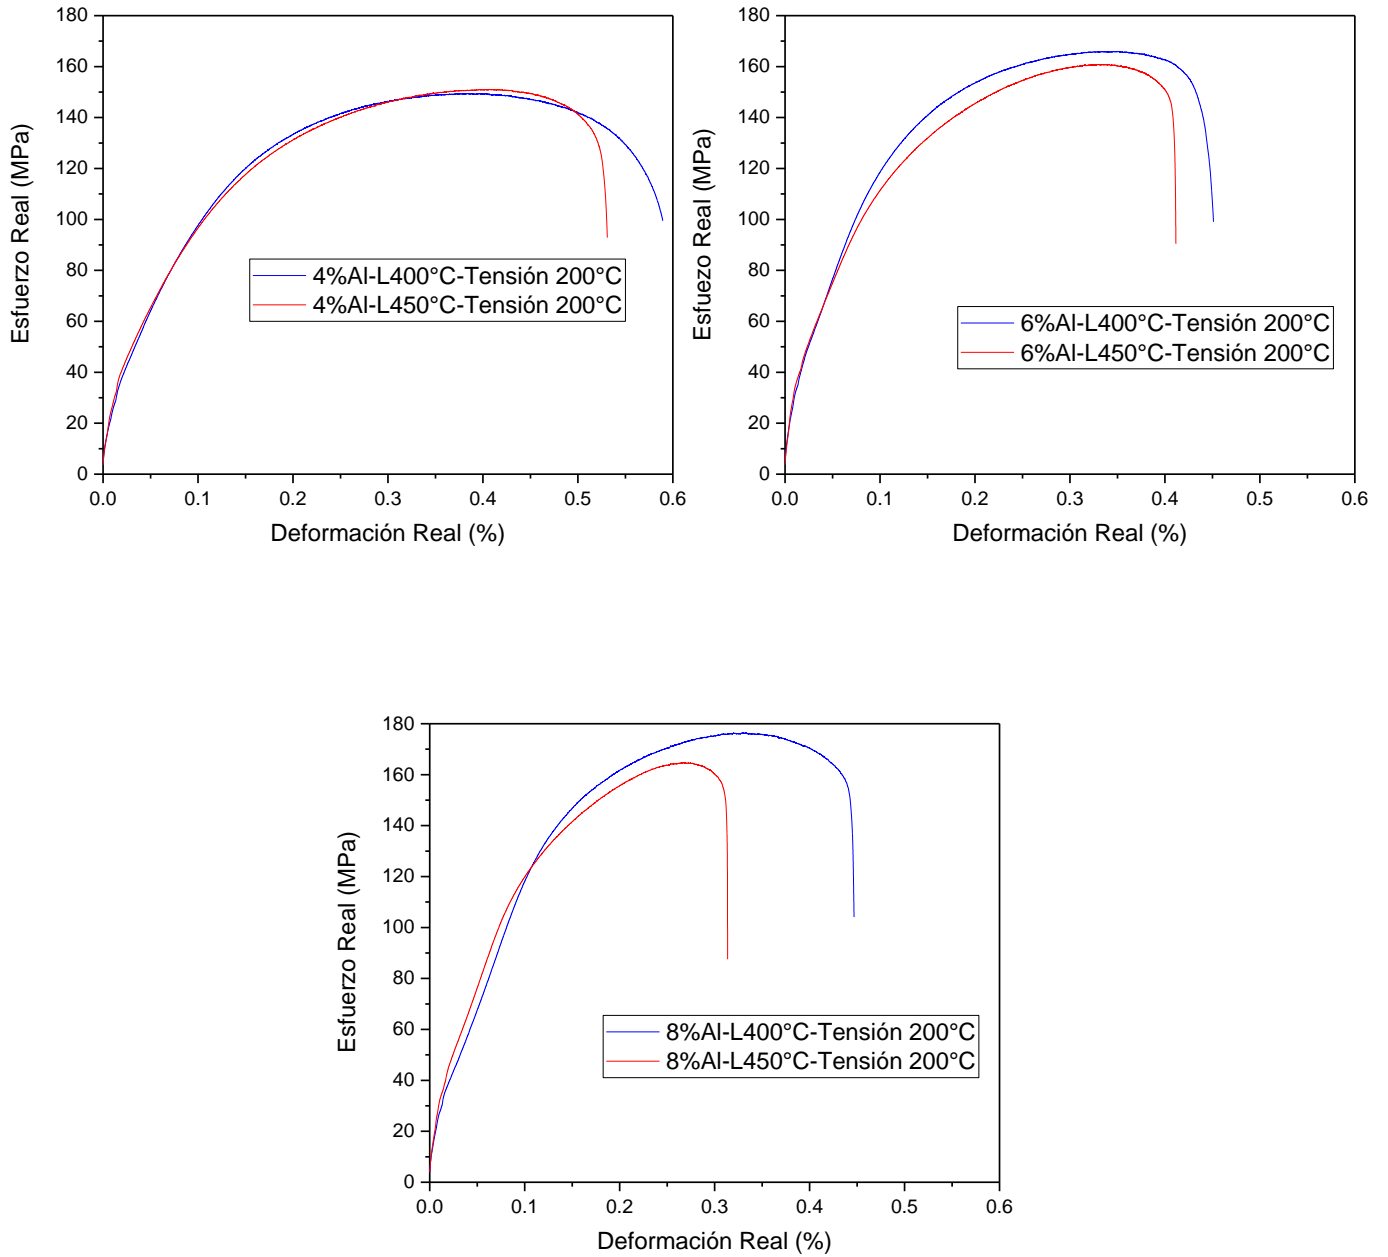 180
160
140
120
100
80
60
40
20
0
0.0 0.1 0.2 0.3 0.4 0.5 0.6
Esfuerzo Real (MPa)
Deformación Real (%)
4%Al-L400°C-Tensión 200°C
4%Al-L450°C-Tensión 200°C
180
160
140
120
100
80
60
40
20
0
0.0 0.1 0.2 0.3 0.4 0.5 0.6
Esfuezo Real (MPa)
Deformación Real (%)
6%Al-L400°C-Tensión 200°C
6%Al-L450°C-Tensión 200°C
180
160
140
120
100
80
60
40
20
0
0.0 0.1 0.2 0.3 0.4 0.5 0.6
Esfuerzo Real (MPa)
Deformación Real (%)
8%Al-L400°C-Tensión 200°C
8%Al-L450°C-Tensión 200°C